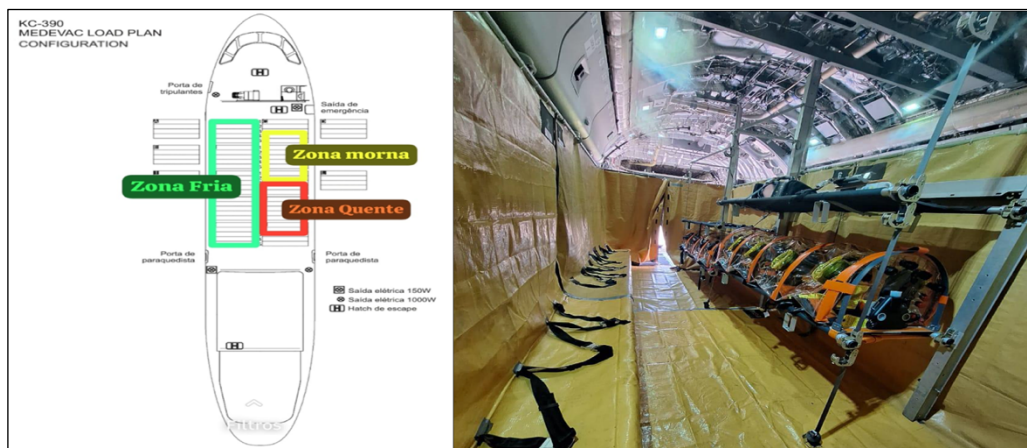 KC-390
MEDEVAC LOAD PLAN
CONFIGURATION
Porta de
tripulantes
Saída de
emergência
Zona morna
Zona Fria
Zona Quente
Porta de
paraquedista
Porta de
paraquedista
Saída elétrica 150W
Saída elétrica 1000W
Hatch de escape
Filtros